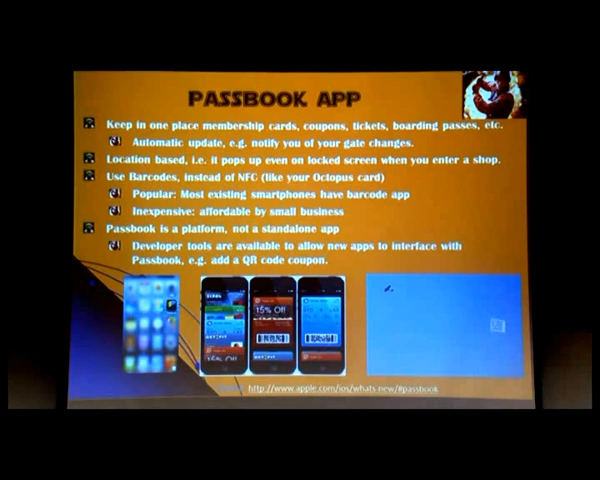 PASSBOOK APP
Keep in one place membership cards, coupons, tickets, boarding passes, etc.
Automatic update, e.g. notify you of your gate changes.
Location based, i.e. it pops up even on locked screen when you enter a shop.
Use Barcodes, instead of NFC (like your Octopus card)
Popular: Most existing smartphones have barcode app
Inexpensive: affordable by small business
Passbook is a platform, not a standalone app
Developer tools are available to allow new apps to interface with
Passbook, e.g. add a QR code coupon.
15% Off
15% Off
http://www.apple.com/ios/whats-new/#passbook